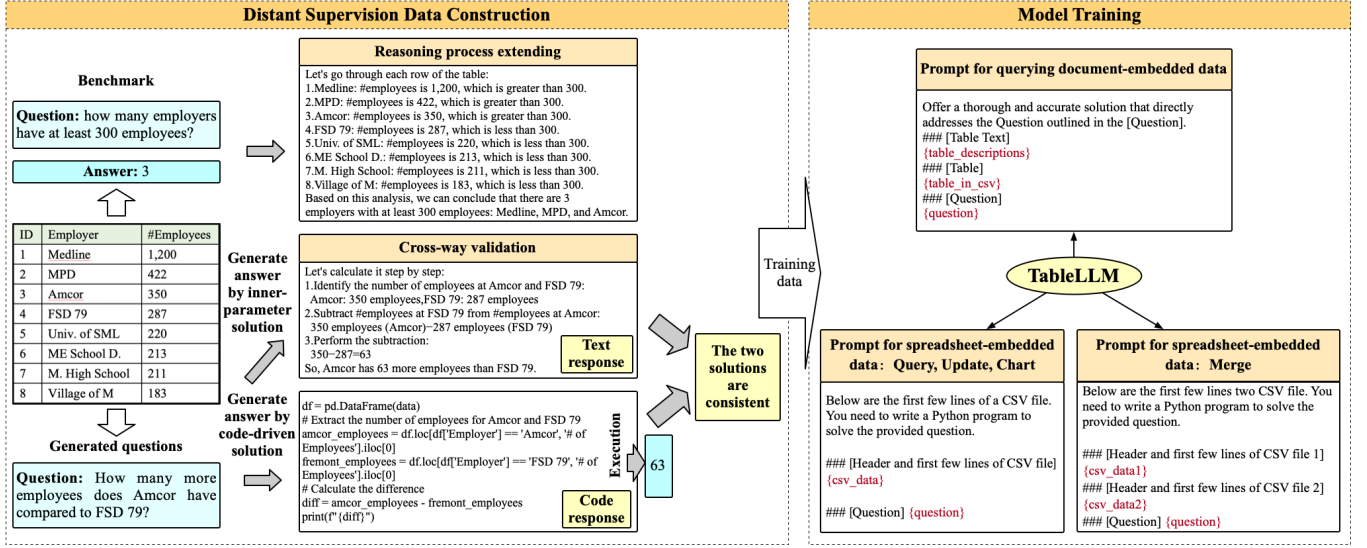 Distant Supervision Data Construction
Benchmark
Question: how many employers
have at least 300 employees?
Answer: 3
ID Employer #Employees
1 Medline 1,200
2 MPD 422
3 Amcor 350
4 FSD 79 287
5 Univ. of SML 220
6 ME School D. 213
7 M. High School 211
8 Village of M 183
Generated questions
Question: How many more
employees does Amcor have
compared to FSD 79?
Generate
answer
by inner-
parameter
solution
Generate
answer by
code-driven
solution
Reasoning process extending
Let's go through each row of the table:
1.Medline: #employees is 1,200, which is greater than 300.
2.MPD: #employees is 422, which is greater than 300.
3.Amcor: #employees is 350, which is greater than 300.
4.FSD 79: #employees is 287, which is less than 300.
5.Univ. of SML: #employees is 220, which is less than 300.
6.ME School D.: #employees is 213, which is less than 300.
7.M. High School: #employees is 211, which is less than 300.
8.Village of M: #employees is 183, which is less than 300.
Based on this analysis, we can conclude that there are 3
employers with at least 300 employees: Medline, MPD, and Amcor.
Cross-way validation
Let's calculate it step by step:
1.Identify the number of employees at Amcor and FSD 79:
Amcor: 350 employees,FSD 79: 287 employees
2.Subtract #employees at FSD 79 from #employees at Amcor:
350 employees (Amcor)−287 employees (FSD 79)
3.Perform the subtraction:
350−287=63
So, Amcor has 63 more employees than FSD 79.
Text
response
df = pd.DataFrame(data)
# Extract the number of employees for Amcor and FSD 79
amcor_employees = df.loc[df['Employer'] == 'Amcor', '# of
Employees'].iloc[0]
fremont_employees = df.loc[df['Employer'] == 'FSD 79', '# of
Employees'].iloc[0]
# Calculate the difference
diff = amcor_employees - fremont_employees
print(f"{diff}")
Code
response
Execution
63
The two
solutions
are
consistent
Training
data
Model Training
Prompt for querying document-embedded data
Offer a thorough and accurate solution that directly
addresses the Question outlined in the [Question].
### [Table Text]
{table_descriptions}
### [Table]
{table_in_csv}
### [Question]
{question}
TableLLM
Prompt for spreadsheet-embedded
data: Query, Update, Chart
Below are the first few lines of a CSV file.
You need to write a Python program to
solve the provided question.
### [Header and first few lines of CSV file]
{csv_data}
### [Question] {question}
Prompt for spreadsheet-embedded
data: Merge
Below are the first few lines two CSV file. You
need to write a Python program to solve the
provided question.
### [Header and first few lines of CSV file 1]
{csv_data1}
### [Header and first few lines of CSV file 2]
{csv_data2}
### [Question] {question}